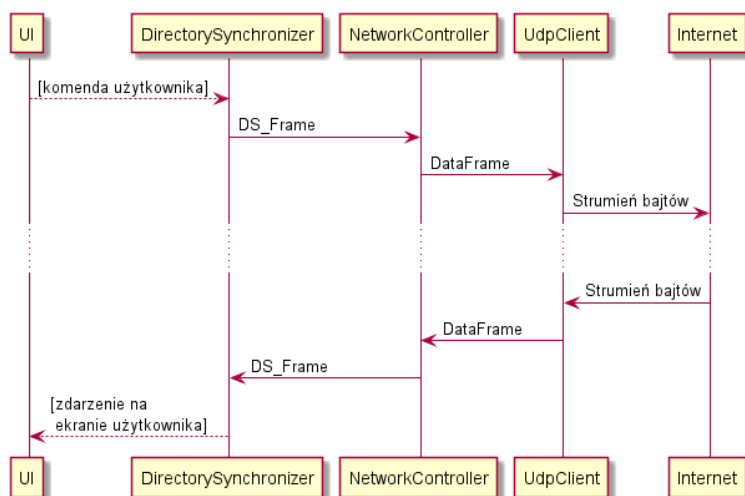 UI
DirectorySynchronizer
NetworkController
UdpClient
Internet
[komenda użytkownika]
DS_Frame
DataFrame
Strumień bajtów
Strumień bajtów
DataFrame
DS_Frame
[zdarzenie na
ekranie użytkownika]
UI
DirectorySynchronizer
NetworkController
UdpClient
Internet